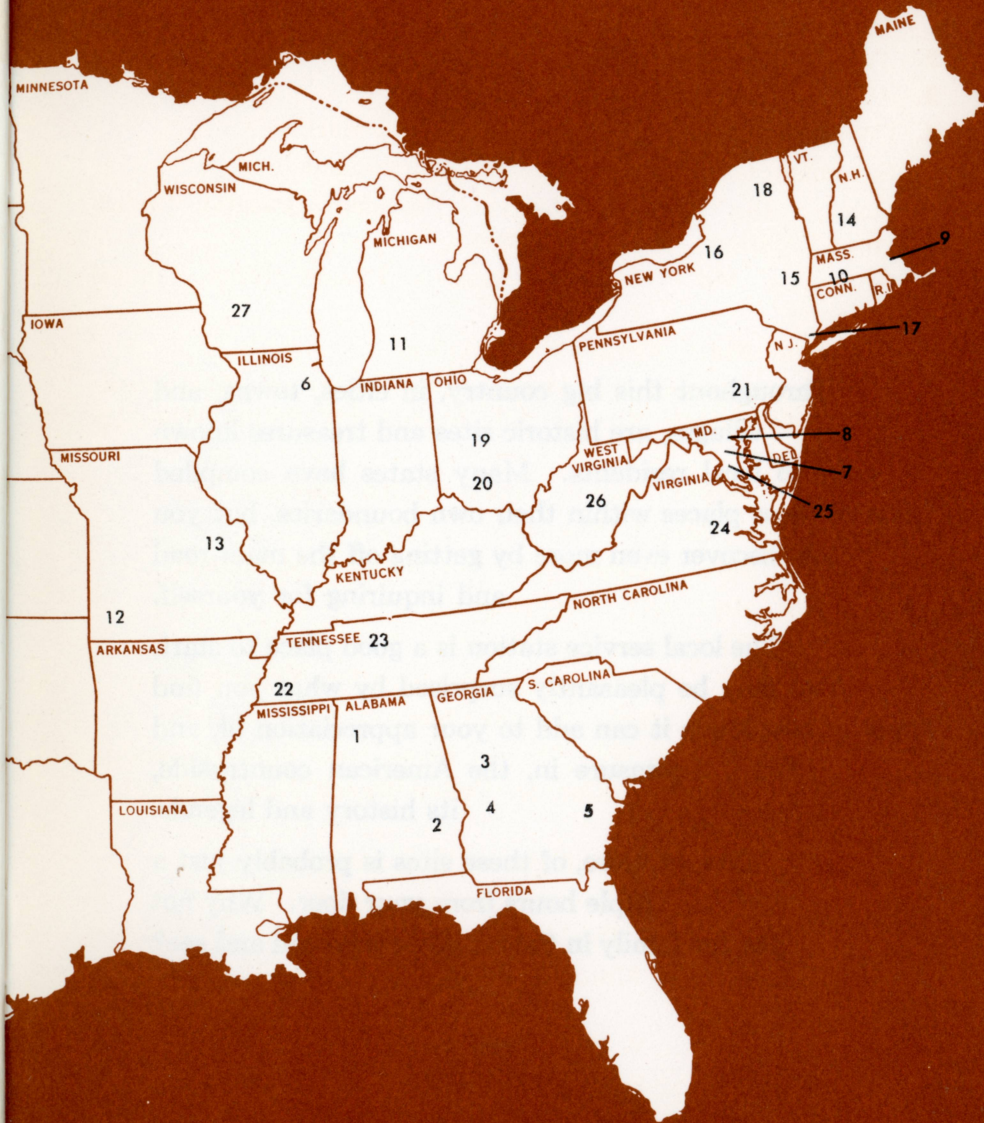 MAINE
MINNESOTA
VT.
MICH.
N.H.
WISCONSIN
18
14
MICHIGAN
9
16
MASS.
NEW YORK
15
10
CONN.
R.I.
27
IOWA
17
PENNSYLVANIA
11
N.J.
ILLINOIS
6
INDIANA
OHIO
21
MD.
8
19
WEST
VIRGINIA
DEL.
MISSOURI
7
20
VIRGINIA
26
25
24
13
KENTUCKY
NORTH CAROLINA
12
TENNESSEE
23
ARKANSAS
22
S. CAROLINA
GEORGIA
MISSISSIPPI
ALABAMA
1
3
LOUISIANA
4
5
2
FLORIDA